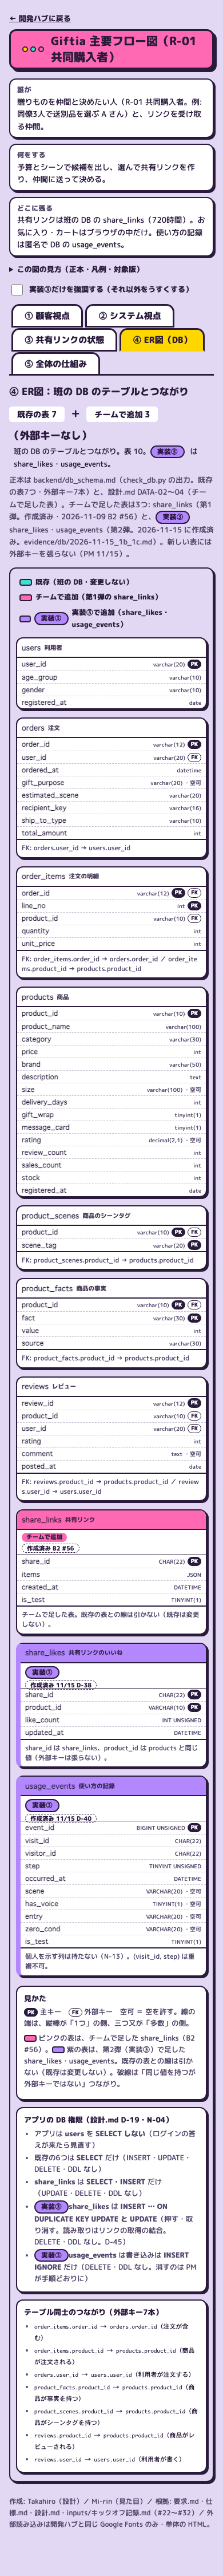 ← 開発ハブに戻る
Giftia 主要フロー図（R-01
共同購入者）
誰が
贈りものを仲間と決めたい人（R-01 共同購入者。例:
同僚3人で送別品を選ぶ A さん）と、リンクを受け取
る仲間。
何をする
予算とシーンで候補を出し、選んで共有リンクを作
り、仲間に送って決める。
どこに残る
共有リンクは班の DB の share_links（720時間）。お
気に入り・カートはブラウザの中だけ。使い方の記録
は匿名で DB の usage_events。
▶ この図の見方（正本・凡例・対象版）
実装③だけを強調する（それ以外をうすくする）
① 顧客視点
② システム視点
③ 共有リンクの状態
④ ER図（DB）
⑤ 全体の仕組み
④ ER図：班の DB のテーブルとつながり
既存の表 7 ＋ チームで追加 3
（外部キーなし）
班の DB のテーブルとつながり。表 10。 実装③ は
share_likes・usage_events。
正本は backend/db_schema.md（check_db.py の出力。既存
の表7つ・外部キー7本）と、設計.md DATA-02〜04（チー
ムで足した表）。チームで足した表は3つ: share_links（第1
弾。作成済み・2026-11-09 B2 #56）と、 実装③
share_likes・usage_events（第2弾。2026-11-15 に作成済
み。evidence/db/2026-11-15_1b_1c.md）。新しい表には
外部キーを張らない（PM 11/15）。
既存（班の DB・変更しない）
チームで追加（第1弾の share_links）
実装③ 実装③で追加（share_likes・
usage_events）
users 利用者
user_id varchar(20) PK
age_group varchar(10)
gender varchar(10)
registered_at date
orders 注文
order_id varchar(12) PK
user_id varchar(20) FK
ordered_at datetime
gift_purpose varchar(20) ・空可
estimated_scene varchar(20)
recipient_key varchar(16)
ship_to_type varchar(10)
total_amount int
FK: orders.user_id → users.user_id
order_items 注文の明細
order_id varchar(12) PK FK
line_no int PK
product_id varchar(10) FK
quantity int
unit_price int
FK: order_items.order_id → orders.order_id ／ order_ite
ms.product_id → products.product_id
products 商品
product_id varchar(10) PK
product_name varchar(100)
category varchar(30)
price int
brand varchar(50)
description text
size varchar(100) ・空可
delivery_days int
gift_wrap tinyint(1)
message_card tinyint(1)
rating decimal(2,1) ・空可
review_count int
sales_count int
stock int
registered_at date
product_scenes 商品のシーンタグ
product_id varchar(10) PK FK
scene_tag varchar(20) PK
FK: product_scenes.product_id → products.product_id
product_facts 商品の事実
product_id varchar(10) PK FK
fact varchar(30) PK
value int
source varchar(30)
FK: product_facts.product_id → products.product_id
reviews レビュー
review_id varchar(12) PK
product_id varchar(10) FK
user_id varchar(20) FK
rating int
comment text ・空可
posted_at date
FK: reviews.product_id → products.product_id ／ review
s.user_id → users.user_id
share_links 共有リンク
チームで追加
作成済み B2 #56
share_id CHAR(22) PK
items JSON
created_at DATETIME
is_test TINYINT(1)
チームで足した表。既存の表との線は引かない（既存は変更
しない）。
share_likes 共有リンクのいいね
実装③
作成済み 11/15 D-38
share_id CHAR(22) PK
product_id VARCHAR(10) PK
like_count INT UNSIGNED
updated_at DATETIME
share_id は share_links、product_id は products と同じ
値（外部キーは張らない）。
usage_events 使い方の記録
実装③
作成済み 11/15 D-40
event_id BIGINT UNSIGNED PK
visit_id CHAR(22)
visitor_id CHAR(22)
step TINYINT UNSIGNED
occurred_at DATETIME
scene VARCHAR(20) ・空可
has_voice TINYINT(1) ・空可
entry VARCHAR(20) ・空可
zero_cond VARCHAR(20) ・空可
is_test TINYINT(1)
個人を示す列は持たない（N-13）。(visit_id, step) は重
複不可。
見かた
PK 主キー FK 外部キー 空可 = 空を許す。線の
端は、縦棒が「1つ」の側、三つ又が「多数」の側。
ピンクの表は、チームで足した share_links（B2
#56）。 紫の表は、第2弾（実装③）で足した
share_likes・usage_events。既存の表との線は引か
ない（既存は変更しない）。破線は「同じ値を持つが
外部キーではない」つながり。
アプリの DB 権限（設計.md D-19・N-04）
• アプリは users を SELECT しない（ログインの答
えが来たら見直す）
• 既存の6つは SELECT だけ（INSERT・UPDATE・
DELETE・DDL なし）
• share_links は SELECT・INSERT だけ
（UPDATE・DELETE・DDL なし）
• 実装③ share_likes は INSERT … ON
DUPLICATE KEY UPDATE と UPDATE（押す・取
り消す。読み取りはリンクの取得の結合。
DELETE・DDL なし。D-45）
• 実装③ usage_events は書き込みは INSERT
IGNORE だけ（DELETE・DDL なし。消すのは PM
が手順どおりに）
テーブル同士のつながり（外部キー7本）
• order_items.order_id → orders.order_id（注文が含
む）
• order_items.product_id → products.product_id（商品
が注文される）
• orders.user_id → users.user_id（利用者が注文する）
• product_facts.product_id → products.product_id（商
品が事実を持つ）
• product_scenes.product_id → products.product_id（商
品がシーンタグを持つ）
• reviews.product_id → products.product_id（商品がレ
ビューされる）
• reviews.user_id → users.user_id（利用者が書く）
作成: Takahiro（設計）／ Mi-rin（見た目）／ 根拠: 要求.md・仕
様.md・設計.md・inputs/キックオフ記録.md（#22〜#32）／ 外
部読み込みは開発ハブと同じ Google Fonts のみ・単体の HTML。